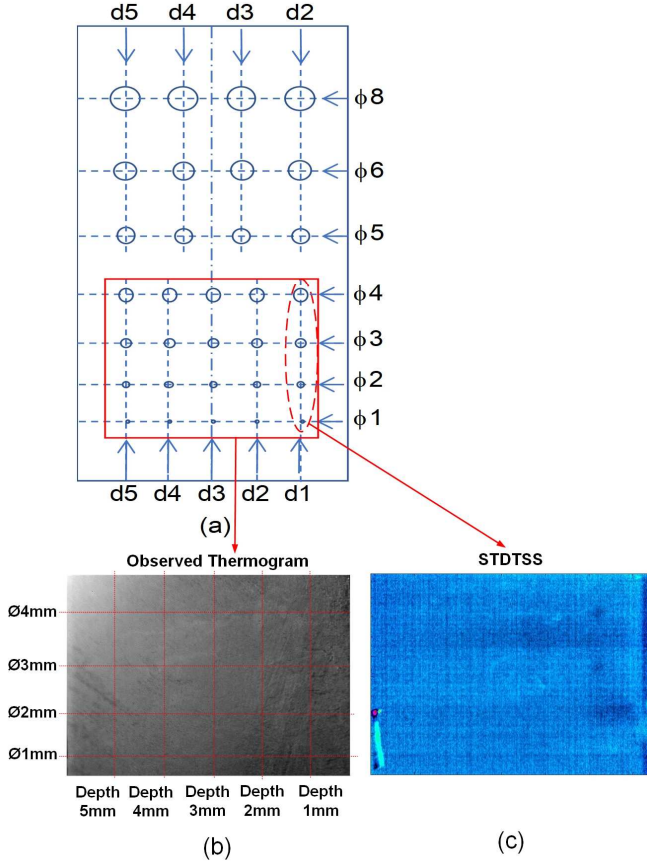 d5 d4 d3 d2
ϕ8
ϕ6
ϕ5
ϕ4
ϕ3
ϕ2
ϕ1
d5 d4 d3 d2 d1
(a)
Observed Thermogram
STDTSS
Ø4mm
Ø3mm
Ø2mm
Ø1mm
Depth Depth Depth Depth Depth
5mm 4mm 3mm 2mm 1mm
(b)
(c)